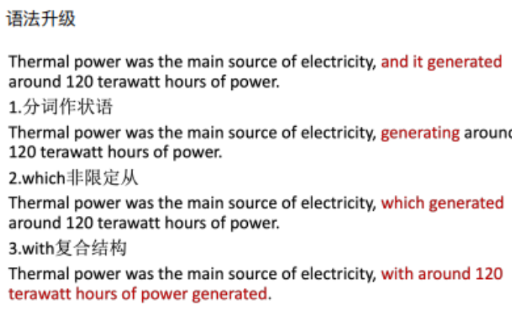 语法升级
Thermal power was the main source of electricity, and it generated
around 120 terawatt hours of power.
1.分词作状语
Thermal power was the main source of electricity, generating around
120 terawatt hours of power.
2.which非限定从
Thermal power was the main source of electricity, which generated
around 120 terawatt hours of power.
3.with复合结构
Thermal power was the main source of electricity, with around 120
terawatt hours of power generated.